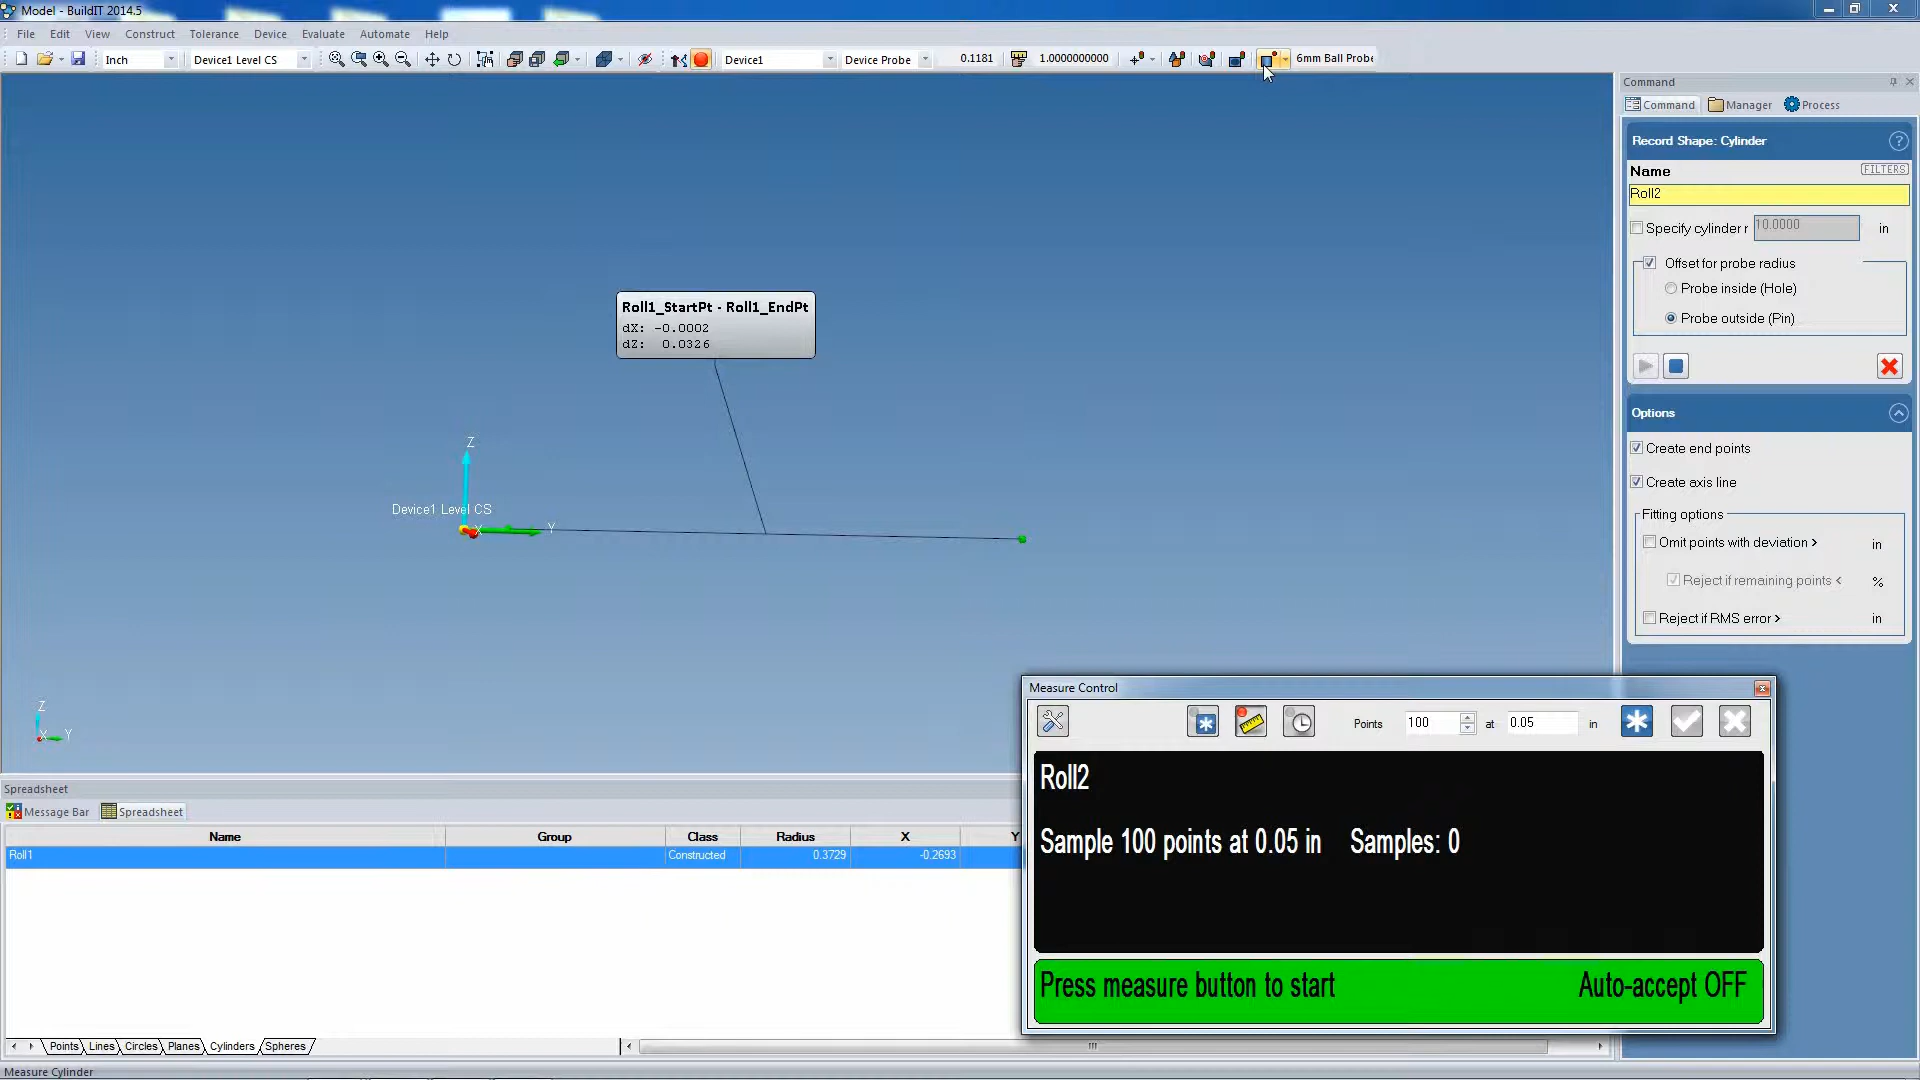 Model - BuildIT 2014.5
File Edit View Construct Tolerance Device Evaluate Automate Help
Inch Device1 Level CS Device1 Device Probe 0.1181 1.0000000000 6mm Ball Probe
Command
Command Manager Process
Record Shape: Cylinder ?
Name FILTERS
Roll2
Specify cylinder r 10.0000 in
Offset for probe radius
Probe inside (Hole)
Probe outside (Pin)
Options
Create end points
Create axis line
Fitting options
Omit points with deviation > in
Reject if remaining points < %
Reject if RMS error > in
Roll1_StartPt - Roll1_EndPt
dX: -0.0002
dZ: 0.0326
Z
Device1 Level CS
X Y
Z
X Y
Measure Control
Points 100 at 0.05 in
Roll2
Sample 100 points at 0.05 in Samples: 0
Press measure button to start Auto-accept OFF
Spreadsheet
Message Bar Spreadsheet
Name Group Class Radius X Y
Roll1 Constructed 0.3729 -0.2693
Points Lines Circles Planes Cylinders Spheres
Measure Cylinder